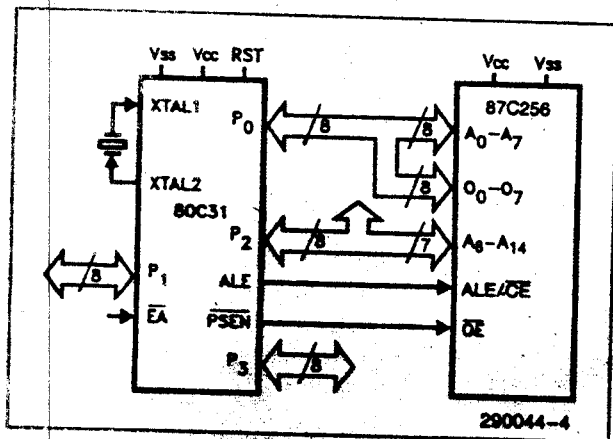 Vss Vcc RST
Vcc Vss
XTAL1
P0
8
8
87C256
A0-A7
8
O0-O7
XTAL2
80C31
P2
8
7
A8-A14
8
P1
ALE
ALE/CE
EA
PSEN
OE
P3
8
290044-4